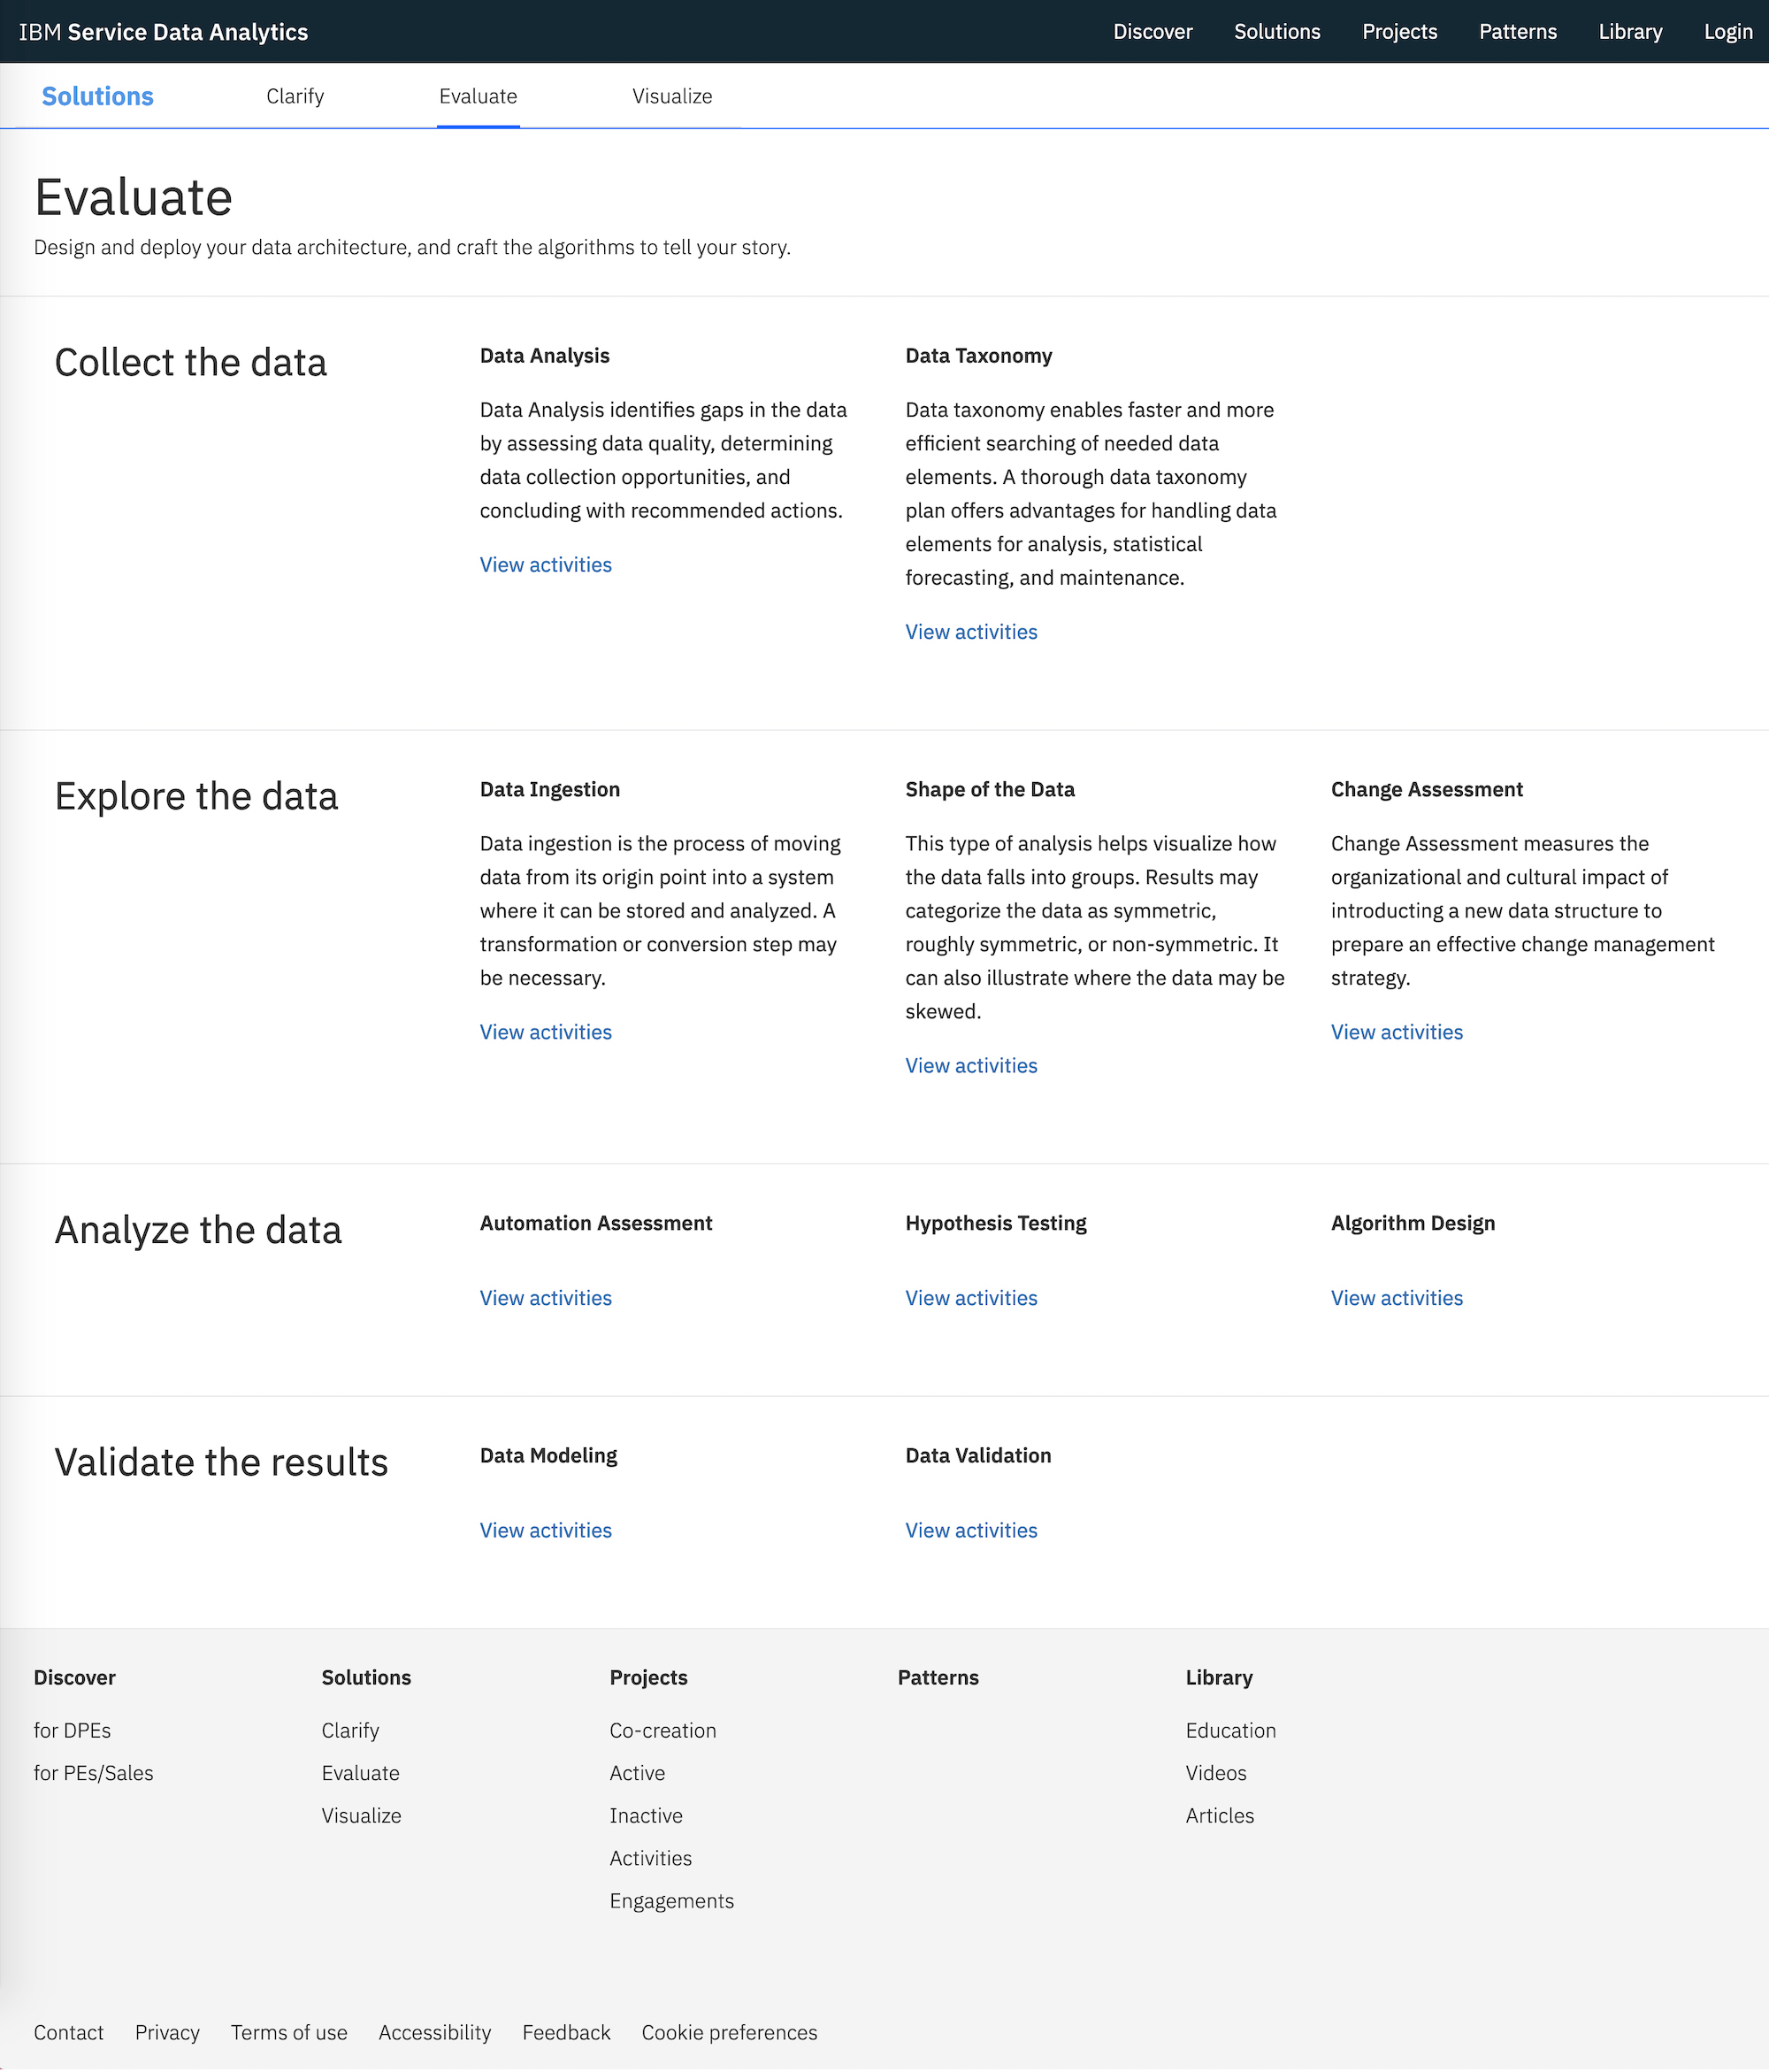 IBM Service Data Analytics
Discover
Solutions
Projects
Patterns
Library
Login
Solutions
Clarify
Evaluate
Visualize
Evaluate
Design and deploy your data architecture, and craft the algorithms to tell your story.
Collect the data
Data Analysis
Data Analysis identifies gaps in the data
by assessing data quality, determining
data collection opportunities, and
concluding with recommended actions.
View activities
Data Taxonomy
Data taxonomy enables faster and more
efficient searching of needed data
elements. A thorough data taxonomy
plan offers advantages for handling data
elements for analysis, statistical
forecasting, and maintenance.
View activities
Explore the data
Data Ingestion
Data ingestion is the process of moving
data from its origin point into a system
where it can be stored and analyzed. A
transformation or conversion step may
be necessary.
View activities
Shape of the Data
This type of analysis helps visualize how
the data falls into groups. Results may
categorize the data as symmetric,
roughly symmetric, or non-symmetric. It
can also illustrate where the data may be
skewed.
View activities
Change Assessment
Change Assessment measures the
organizational and cultural impact of
introducting a new data structure to
prepare an effective change management
strategy.
View activities
Analyze the data
Automation Assessment
View activities
Hypothesis Testing
View activities
Algorithm Design
View activities
Validate the results
Data Modeling
View activities
Data Validation
View activities
Discover
for DPEs
for PEs/Sales
Solutions
Clarify
Evaluate
Visualize
Projects
Co-creation
Active
Inactive
Activities
Engagements
Patterns
Library
Education
Videos
Articles
Contact
Privacy
Terms of use
Accessibility
Feedback
Cookie preferences